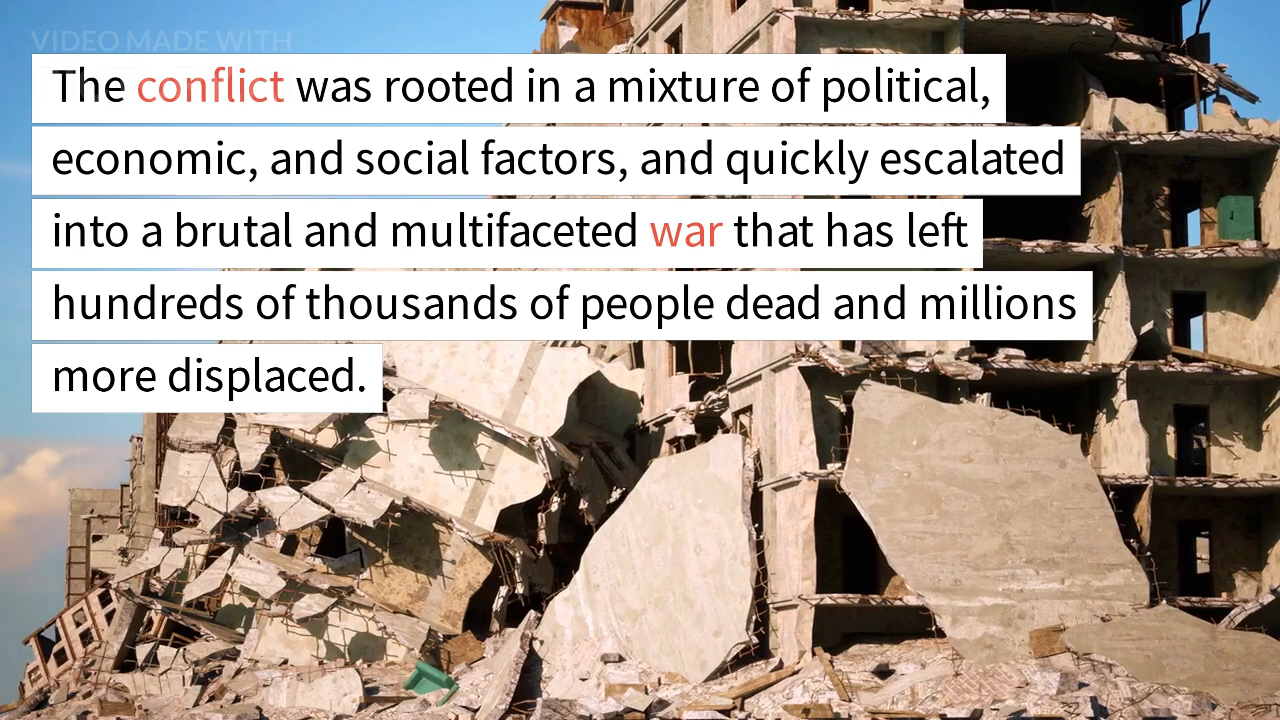 VIDEO MADE WITH
The conflict was rooted in a mixture of political,
economic, and social factors, and quickly escalated
into a brutal and multifaceted war that has left
hundreds of thousands of people dead and millions
more displaced.